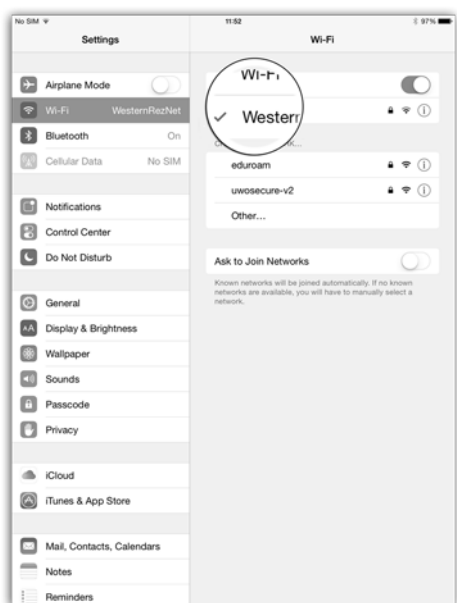 No SIM 11:52 97%
Settings
Wi-Fi
Airplane Mode
Wi-Fi WesternRezNet
Bluetooth On
Cellular Data No SIM
Notifications
Control Center
Do Not Disturb
General
Display & Brightness
Wallpaper
Sounds
Passcode
Privacy
iCloud
iTunes & App Store
Mail, Contacts, Calendars
Notes
Reminders
Wi-Fi
Western
eduroam
uwosecure-v2
Other...
Ask to Join Networks
Known networks will be joined automatically. If no known
networks are available, you will have to manually select a
network.